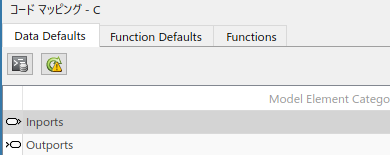 コード マッピング - C
Data Defaults Function Defaults Functions
Model Element Catego
Inports
Outports